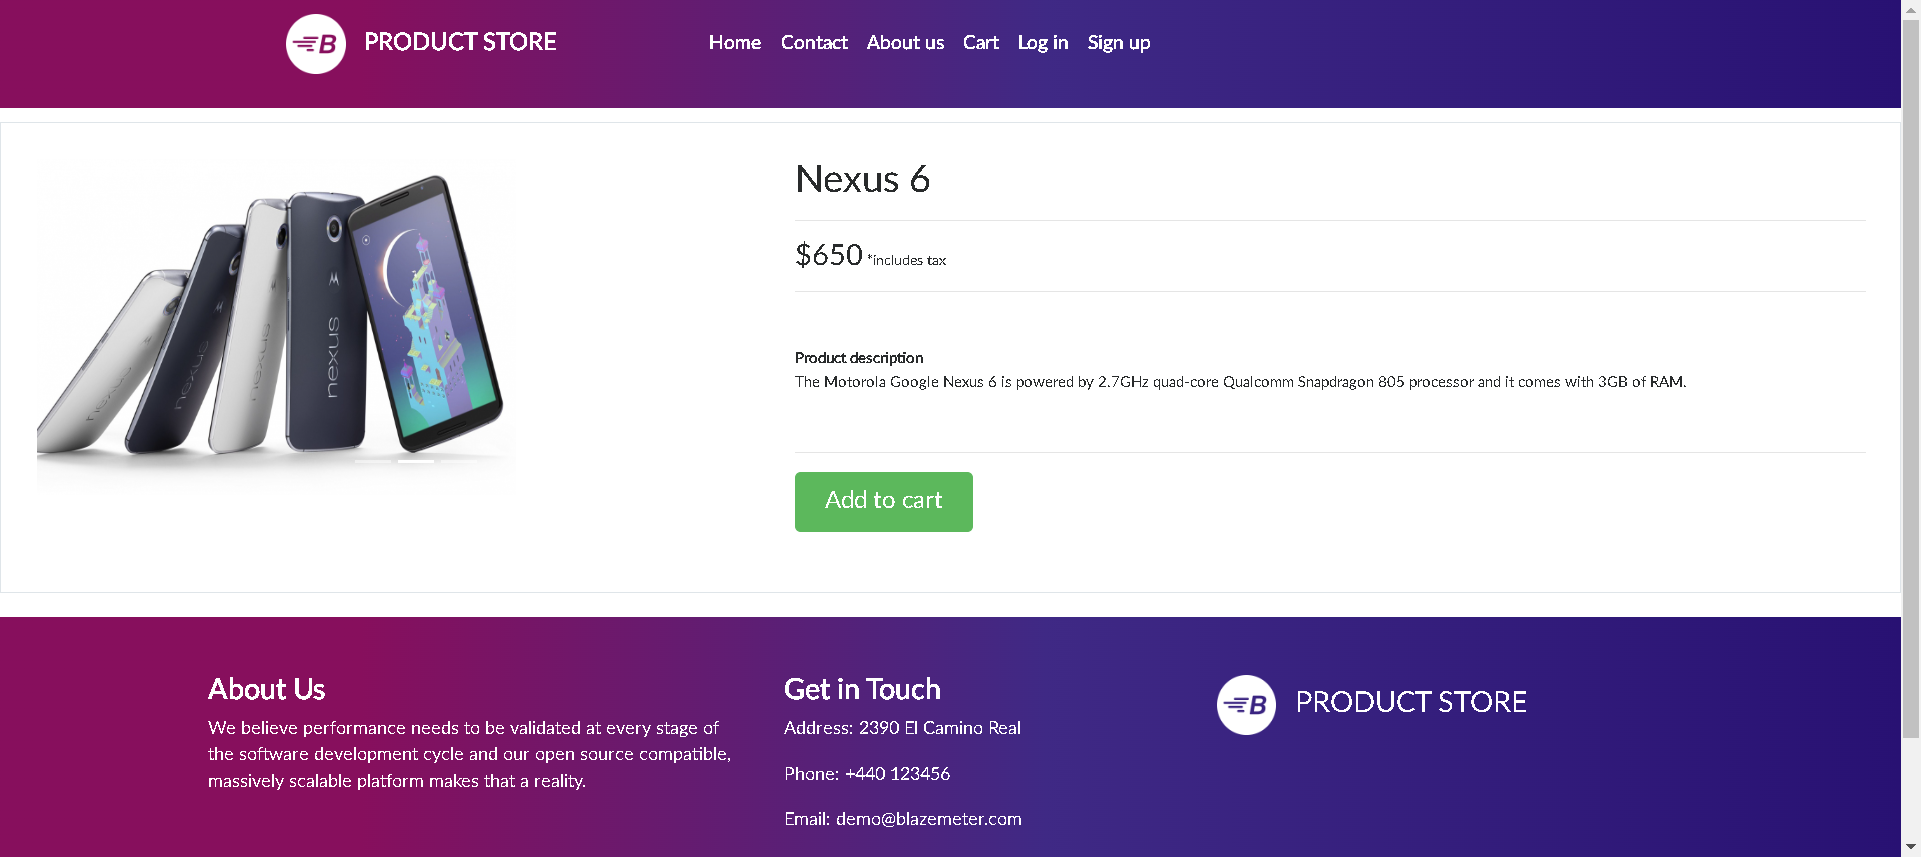 B PRODUCT STORE Home Contact About us Cart Log in Sign up
Nexus 6
$650 *includes tax
Product description
The Motorola Google Nexus 6 is powered by 2.7GHz quad-core Qualcomm Snapdragon 805 processor and it comes with 3GB of RAM.
nexus nexus nexus nexus
Add to cart
About Us
We believe performance needs to be validated at every stage of
the software development cycle and our open source compatible,
massively scalable platform makes that a reality.
Get in Touch
Address: 2390 El Camino Real
Phone: +440 123456
Email: demo@blazemeter.com
B PRODUCT STORE